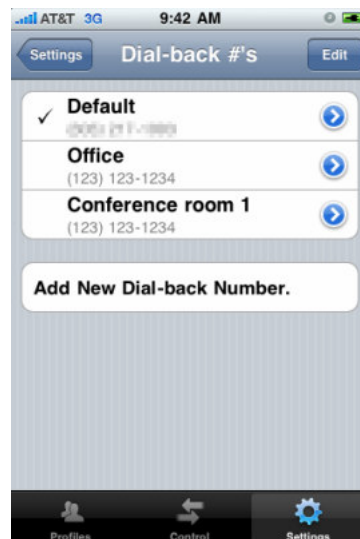 AT&T 3G 9:42 AM
Settings Dial-back #'s Edit
Default
Office
(123) 123-1234
Conference room 1
(123) 123-1234
Add New Dial-back Number.
Profiles Control Settings